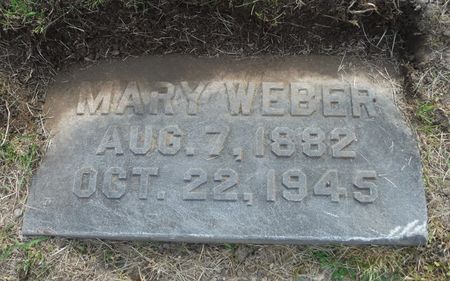 MARY WEBER
AUG. 7, 1882
OCT. 22, 1945